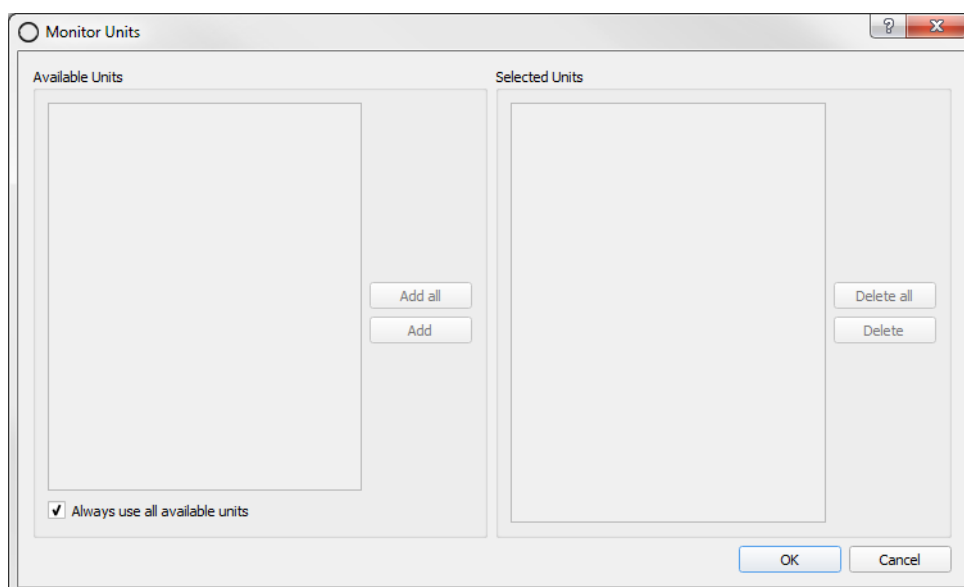 Monitor Units
?
Available Units
Selected Units
Add all
Add
Delete all
Delete
Always use all available units
OK
Cancel